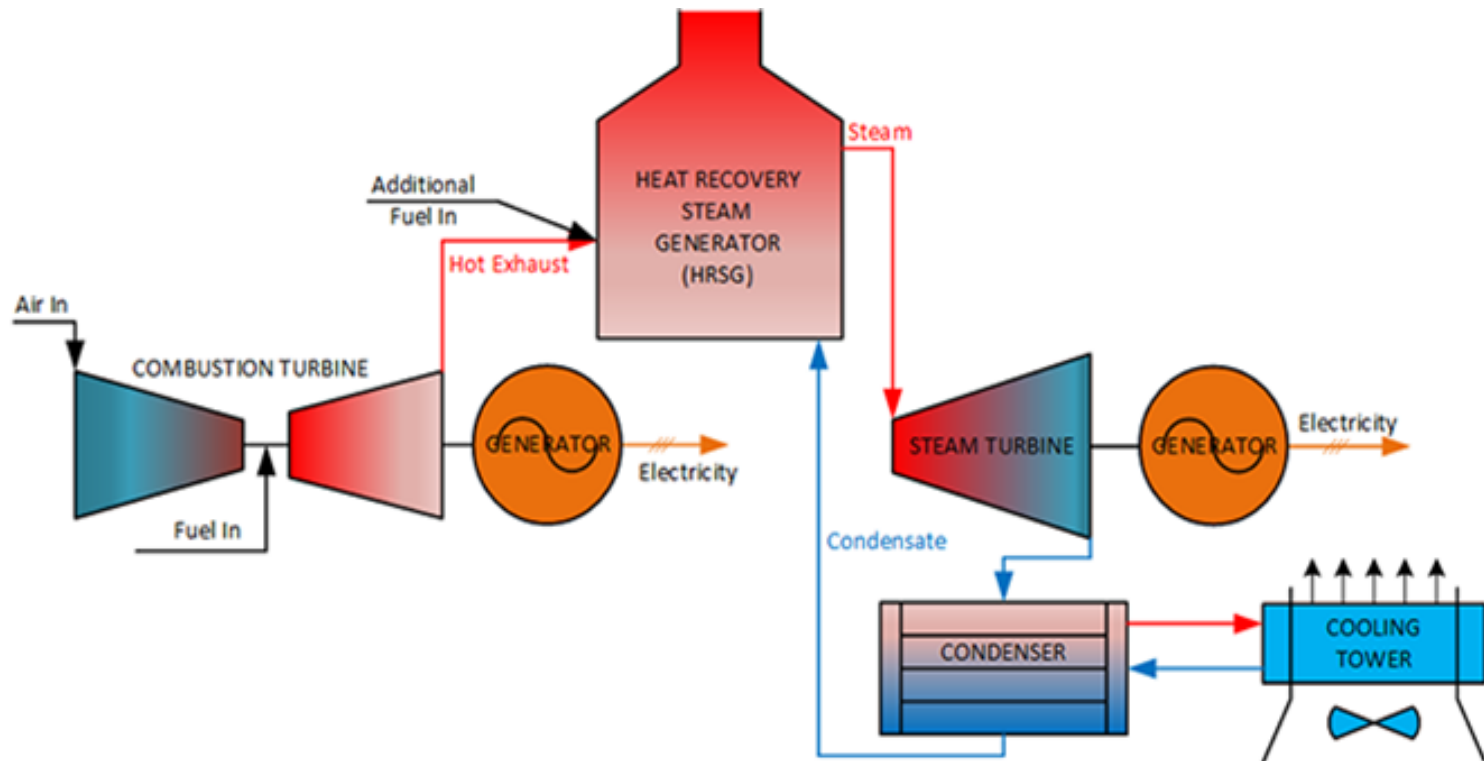 HEAT RECOVERY
STEAM
GENERATOR
(HRSG)
Steam
Additional
Fuel In
Hot Exhaust
Air In
COMBUSTION TURBINE
GENERATOR
Electricity
Fuel In
STEAM TURBINE
GENERATOR
Electricity
Condensate
CONDENSER
COOLING
TOWER